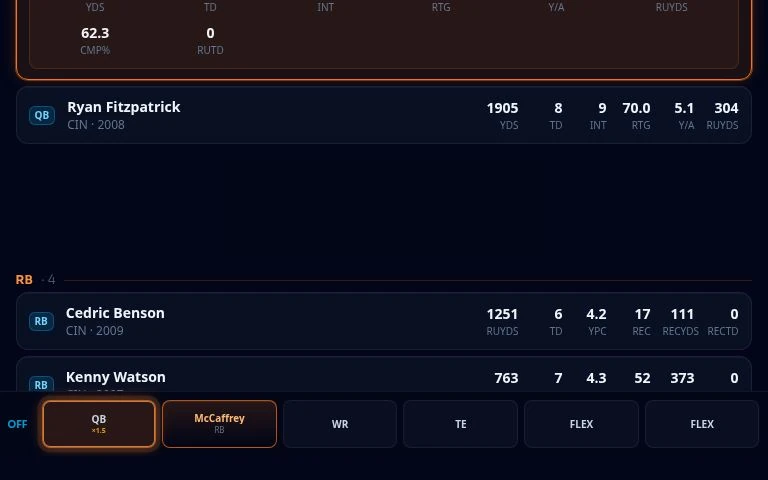 YDS TD INT RTG Y/A RUYDS
62.3 0
CMP% RUTD
QB Ryan Fitzpatrick 1905 8 9 70.0 5.1 304
CIN · 2008 YDS TD INT RTG Y/A RUYDS
RB · 4
RB Cedric Benson 1251 6 4.2 17 111 0
CIN · 2009 RUYDS TD YPC REC RECYDS RECTD
RB Kenny Watson 763 7 4.3 52 373 0
OFF QB McCaffrey WR TE FLEX FLEX
×1.5 RB